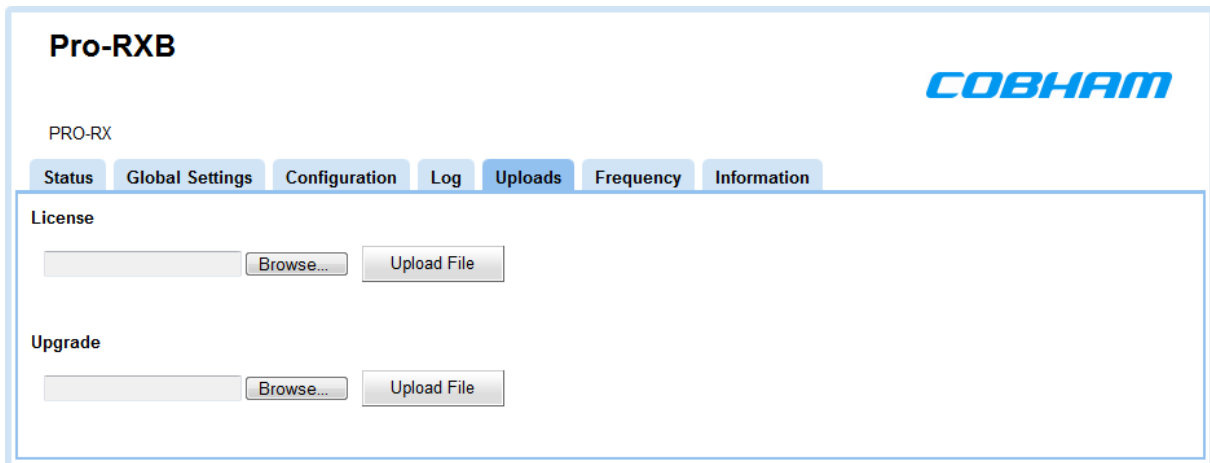 Pro-RXB
COBHAM
PRO-RX
Status Global Settings Configuration Log Uploads Frequency Information
License
Browse... Upload File
Upgrade
Browse... Upload File